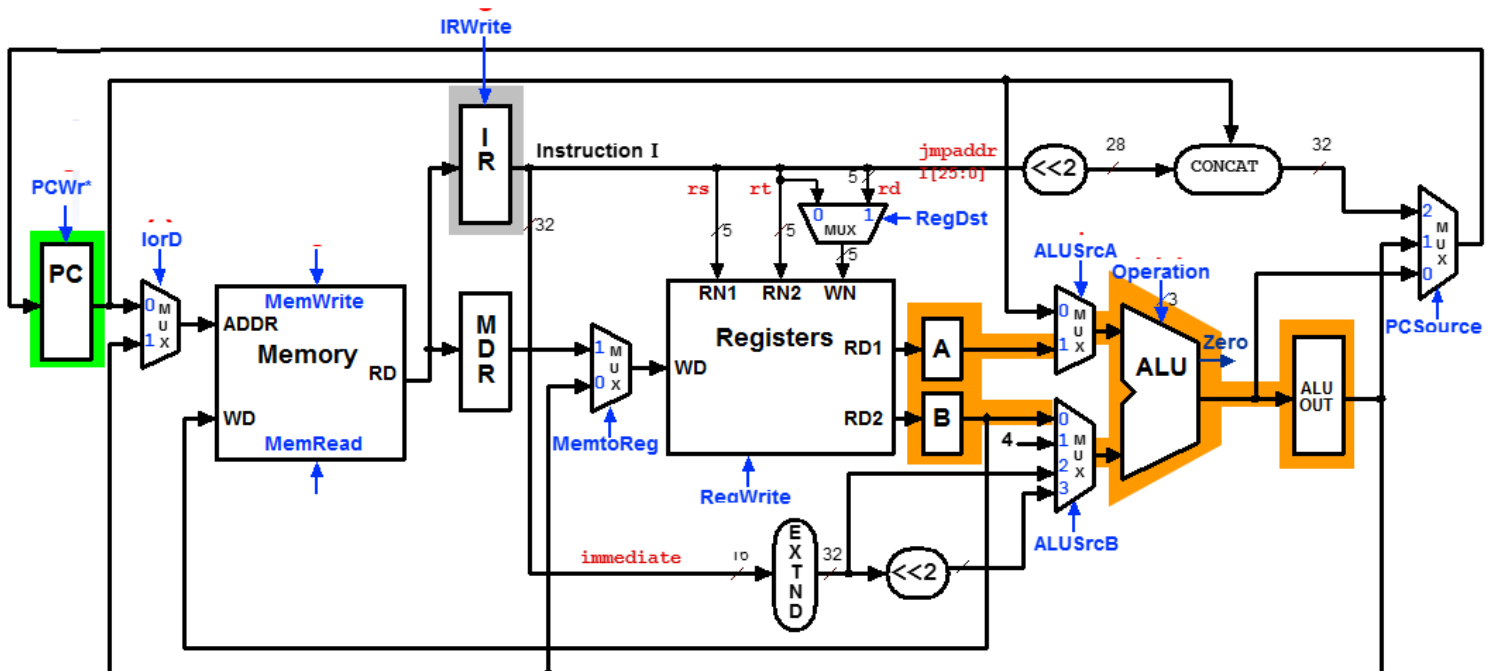 IRWrite
I
R
Instruction I
jmpaddr
I[25:0]
<<2
28
CONCAT
32
rs
rt
5
rd
0
1
MUX
RegDst
5
5
5
32
PCWr*
PC
IorD
0
1
MUX
MemWrite
ADDR
Memory
RD
WD
MemRead
MDR
1
0
MUX
MemtoReg
RN1
RN2
WN
Registers
WD
RD1
RD2
RegWrite
A
B
4
ALUSrcA
0
1
MUX
0
1
2
3
MUX
ALUSrcB
Operation
3
ALU
Zero
ALU
OUT
2
1
0
MUX
PCSource
immediate
16
EXTND
32
<<2